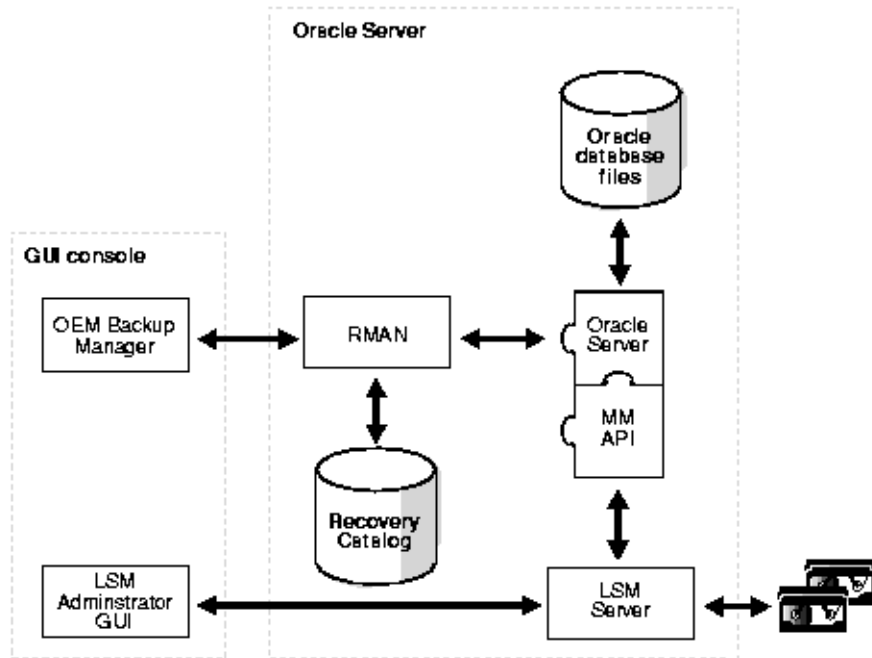 Oracle Server
Oracle
database
files
GUI console
OEM Backup
Manager
RMAN
Oracle
Server
MM
API
Recovery
Catalog
LSM
Adminstrator
GUI
LSM
Server